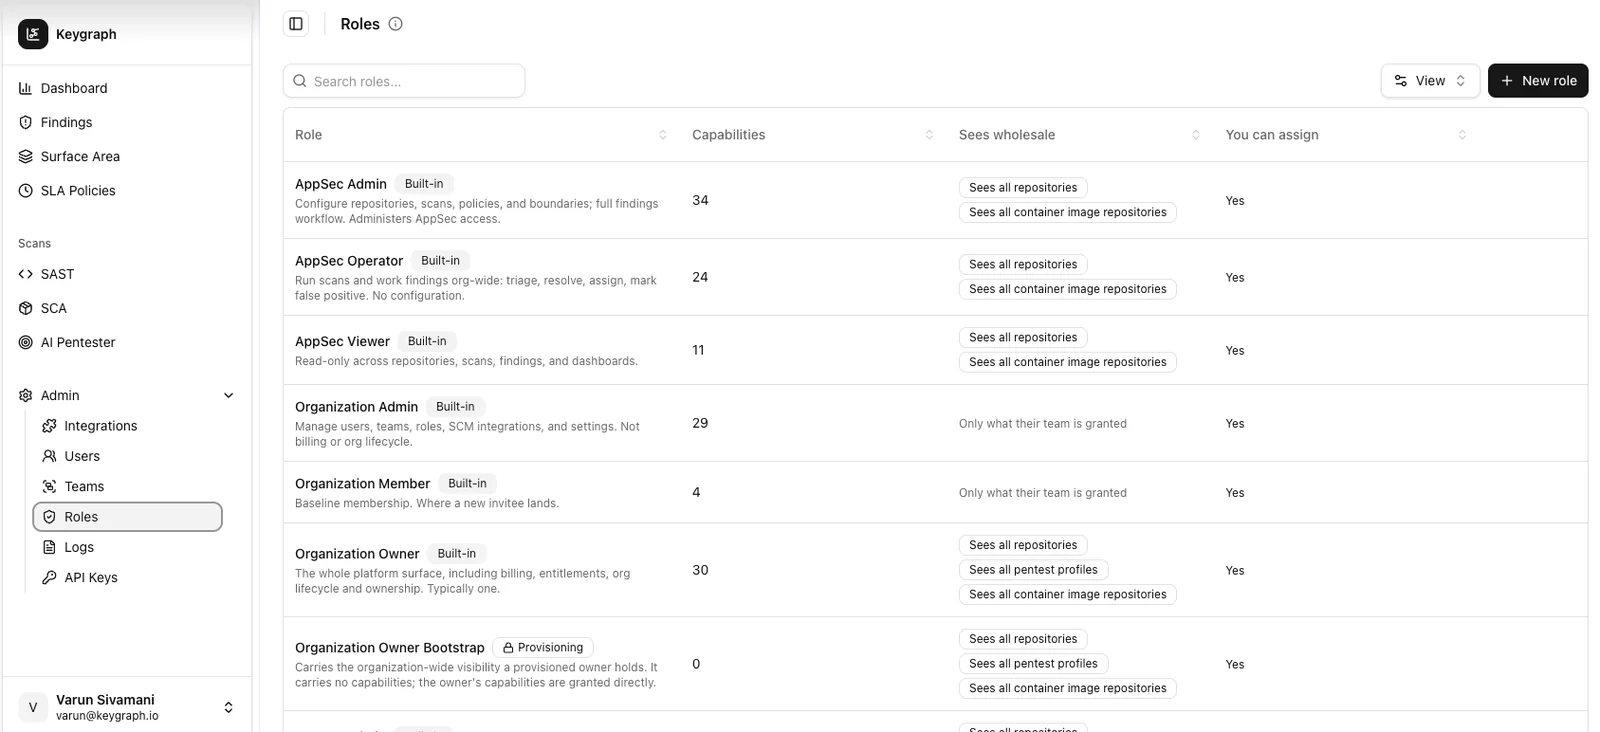 Keygraph
Dashboard
Findings
Surface Area
SLA Policies
Scans
SAST
SCA
AI Pentester
Admin
Integrations
Users
Teams
Roles
Logs
API Keys
V
Varun Sivamani
varun@keygraph.io
Roles
Search roles...
View
New role
Role
Capabilities
Sees wholesale
You can assign
AppSec Admin Built-in
Configure repositories, scans, policies, and boundaries; full findings
workflow. Administers AppSec access.
34
Sees all repositories
Sees all container image repositories
Yes
AppSec Operator Built-in
Run scans and work findings org-wide: triage, resolve, assign, mark
false positive. No configuration.
24
Sees all repositories
Sees all container image repositories
Yes
AppSec Viewer Built-in
Read-only across repositories, scans, findings, and dashboards.
11
Sees all repositories
Sees all container image repositories
Yes
Organization Admin Built-in
Manage users, teams, roles, SCM integrations, and settings. Not
billing or org lifecycle.
29
Only what their team is granted
Yes
Organization Member Built-in
Baseline membership. Where a new invitee lands.
4
Only what their team is granted
Yes
Organization Owner Built-in
The whole platform surface, including billing, entitlements, org
lifecycle and ownership. Typically one.
30
Sees all repositories
Sees all pentest profiles
Sees all container image repositories
Yes
Organization Owner Bootstrap Provisioning
Carries the organization-wide visibility a provisioned owner holds. It
carries no capabilities; the owner's capabilities are granted directly.
0
Sees all repositories
Sees all pentest profiles
Sees all container image repositories
Yes
Sees all repositories